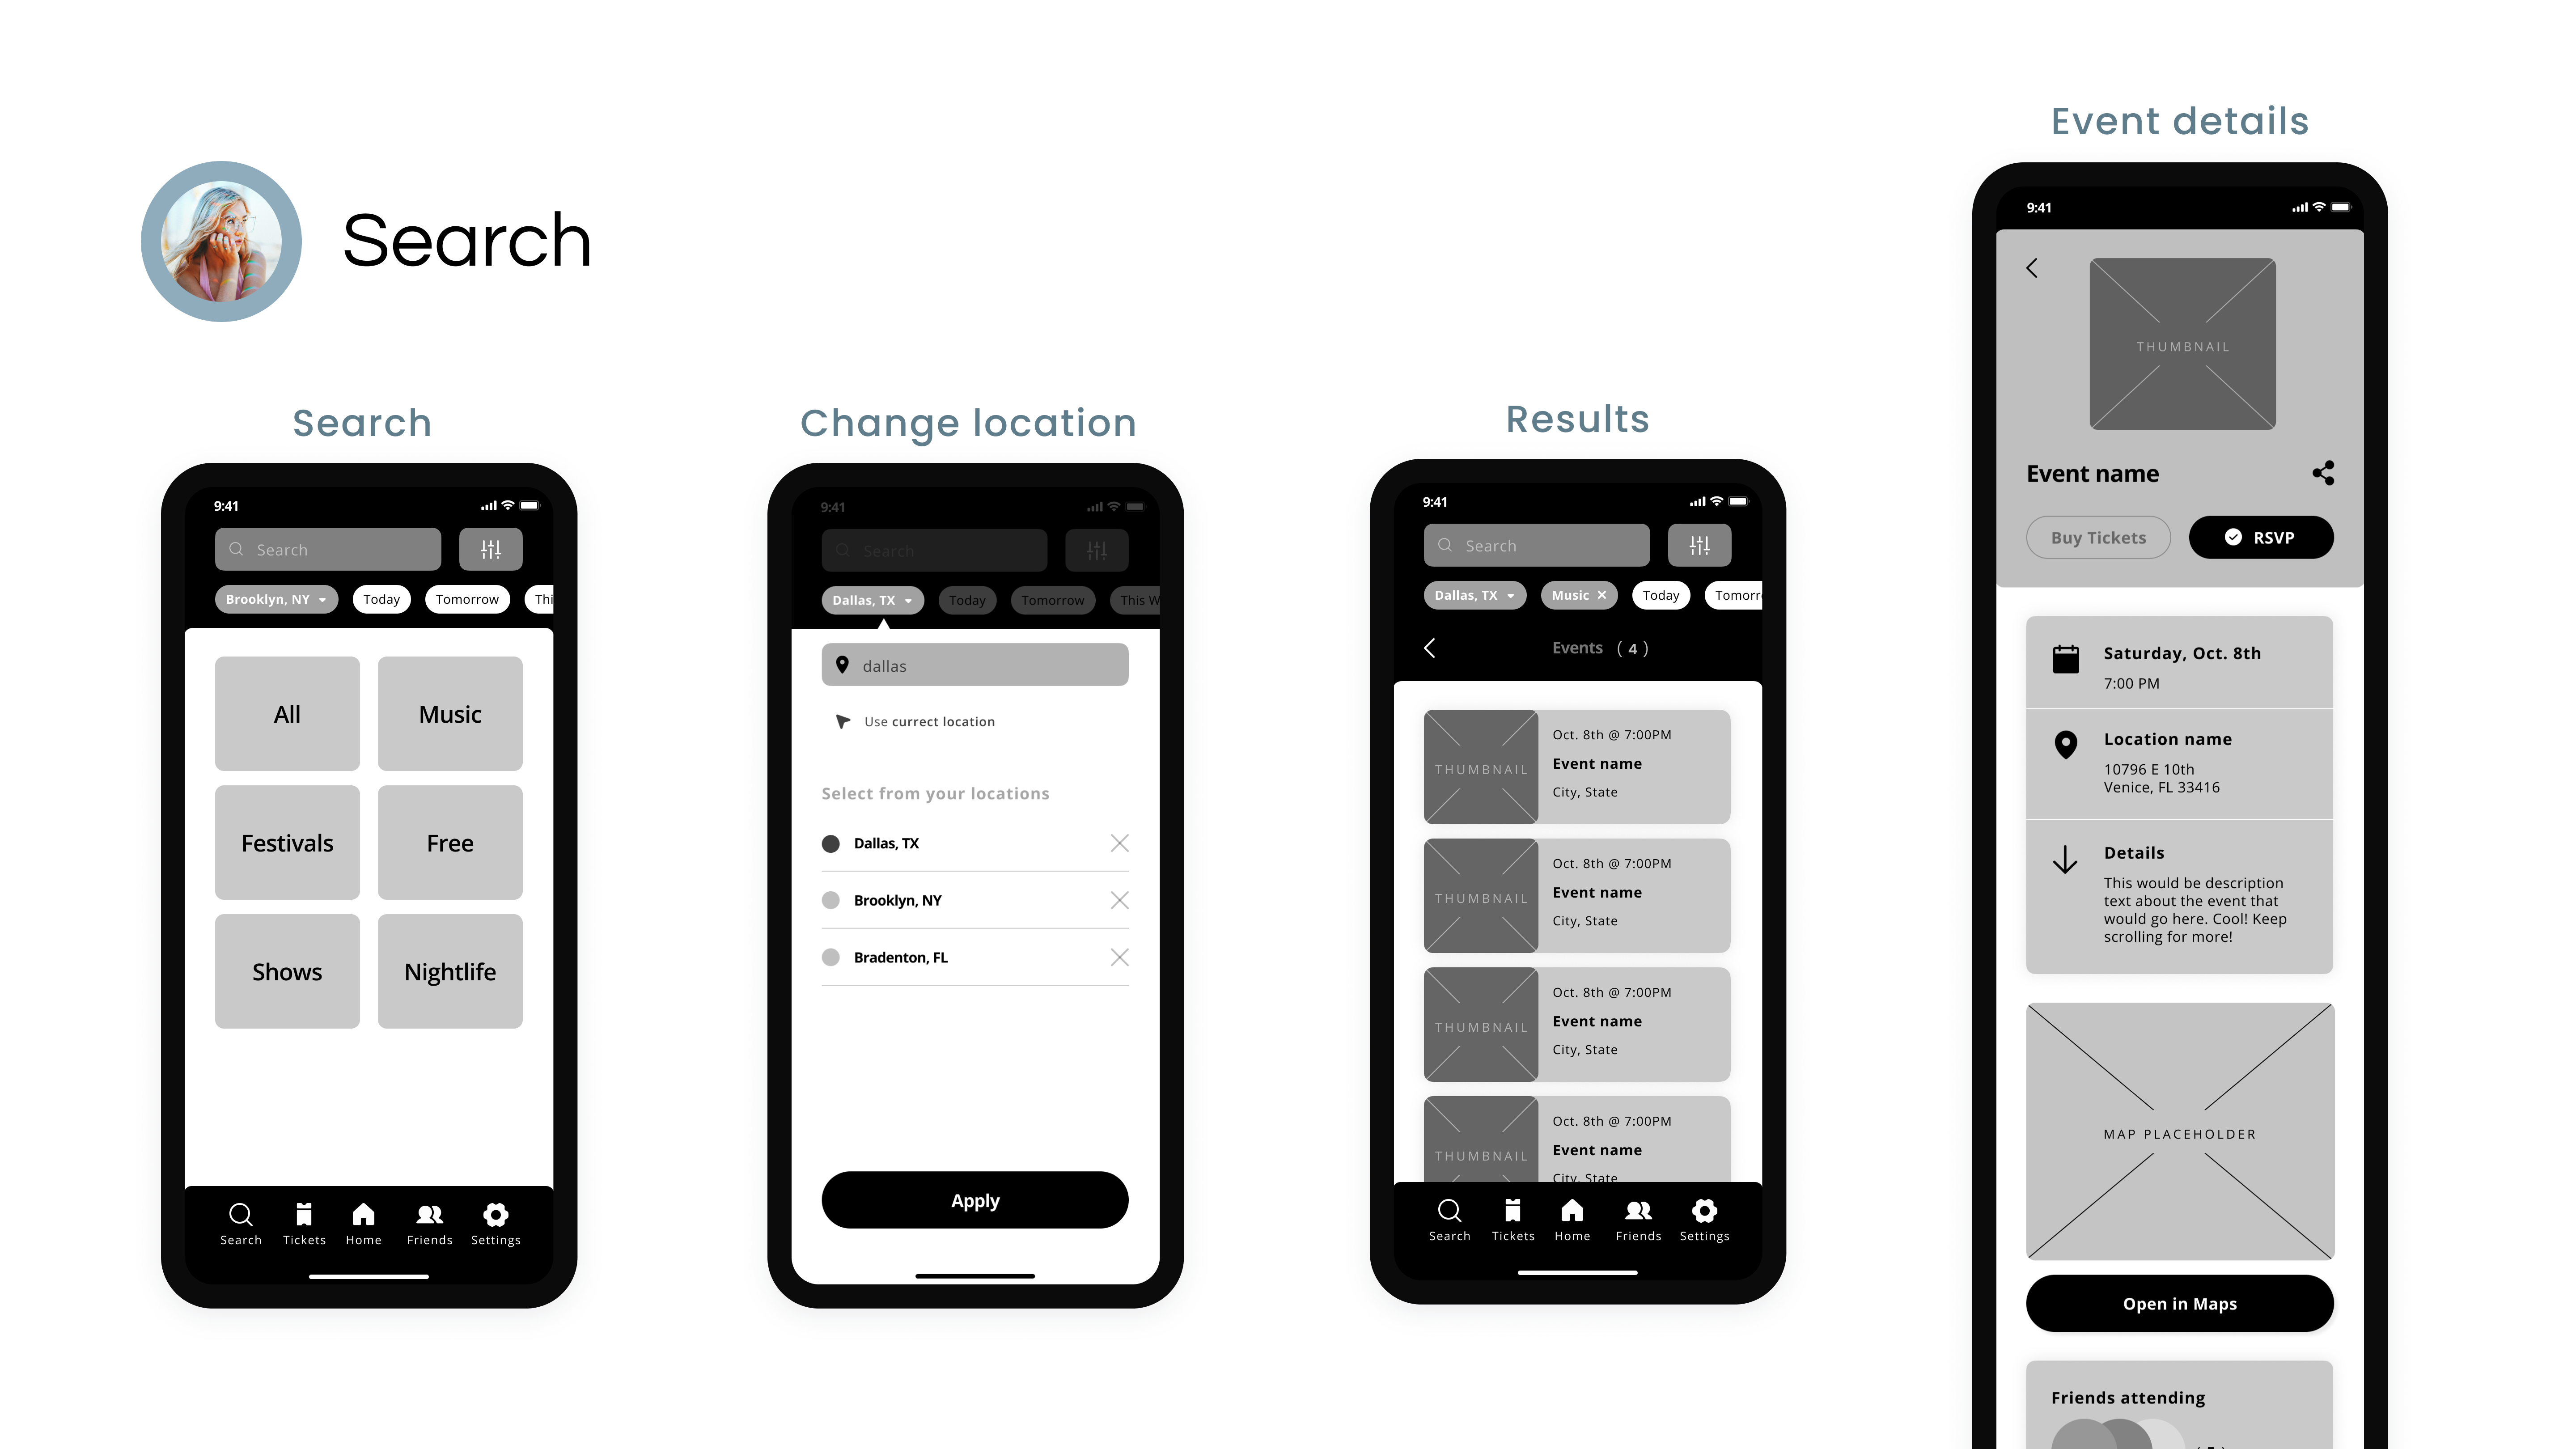 Search
Search
9:41
Search
Brooklyn, NY
Today
Tomorrow
Thi
All
Music
Festivals
Free
Shows
Nightlife
Search
Tickets
Home
Friends
Settings
Change location
9:41
Search
Dallas, TX
Today
Tomorrow
This W
dallas
Use currect location
Select from your locations
Dallas, TX
Brooklyn, NY
Bradenton, FL
Apply
Results
9:41
Search
Dallas, TX
Music
Today
Tomorr
Events ( 4 )
THUMBNAIL
Oct. 8th @ 7:00PM
Event name
City, State
THUMBNAIL
Oct. 8th @ 7:00PM
Event name
City, State
THUMBNAIL
Oct. 8th @ 7:00PM
Event name
City, State
THUMBNAIL
Oct. 8th @ 7:00PM
Event name
City, State
Search
Tickets
Home
Friends
Settings
Event details
9:41
THUMBNAIL
Event name
Buy Tickets
RSVP
Saturday, Oct. 8th
7:00 PM
Location name
10796 E 10th
Venice, FL 33416
Details
This would be description
text about the event that
would go here. Cool! Keep
scrolling for more!
MAP PLACEHOLDER
Open in Maps
Friends attending